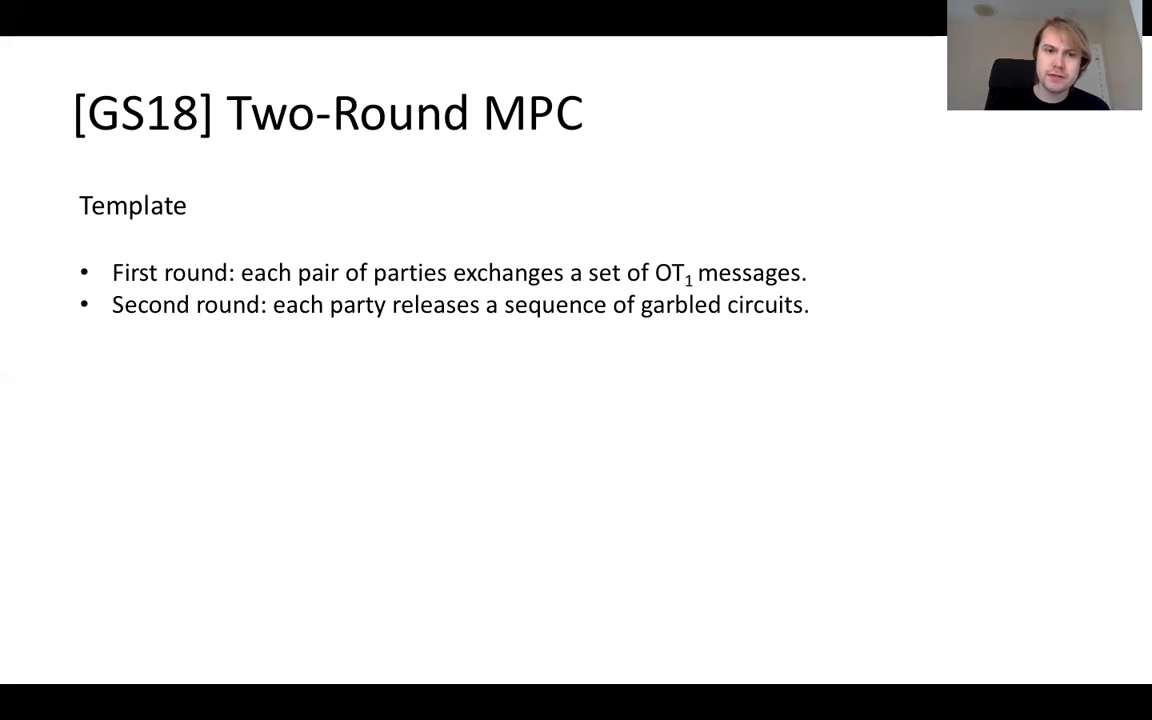 [GS18] Two-Round MPC
Template
• First round: each pair of parties exchanges a set of OT₁ messages.
• Second round: each party releases a sequence of garbled circuits.